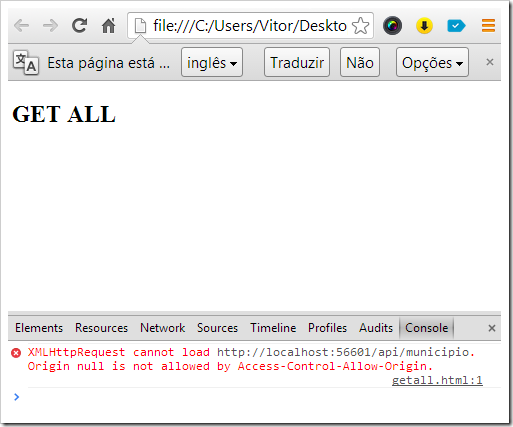 file:///C:/Users/Vitor/Deskto
Esta página está ... inglês Traduzir Não Opções ×
GET ALL
Elements Resources Network Sources Timeline Profiles Audits Console ×
XMLHttpRequest cannot load http://localhost:56601/api/municipio.
Origin null is not allowed by Access-Control-Allow-Origin.
getall.html:1
>